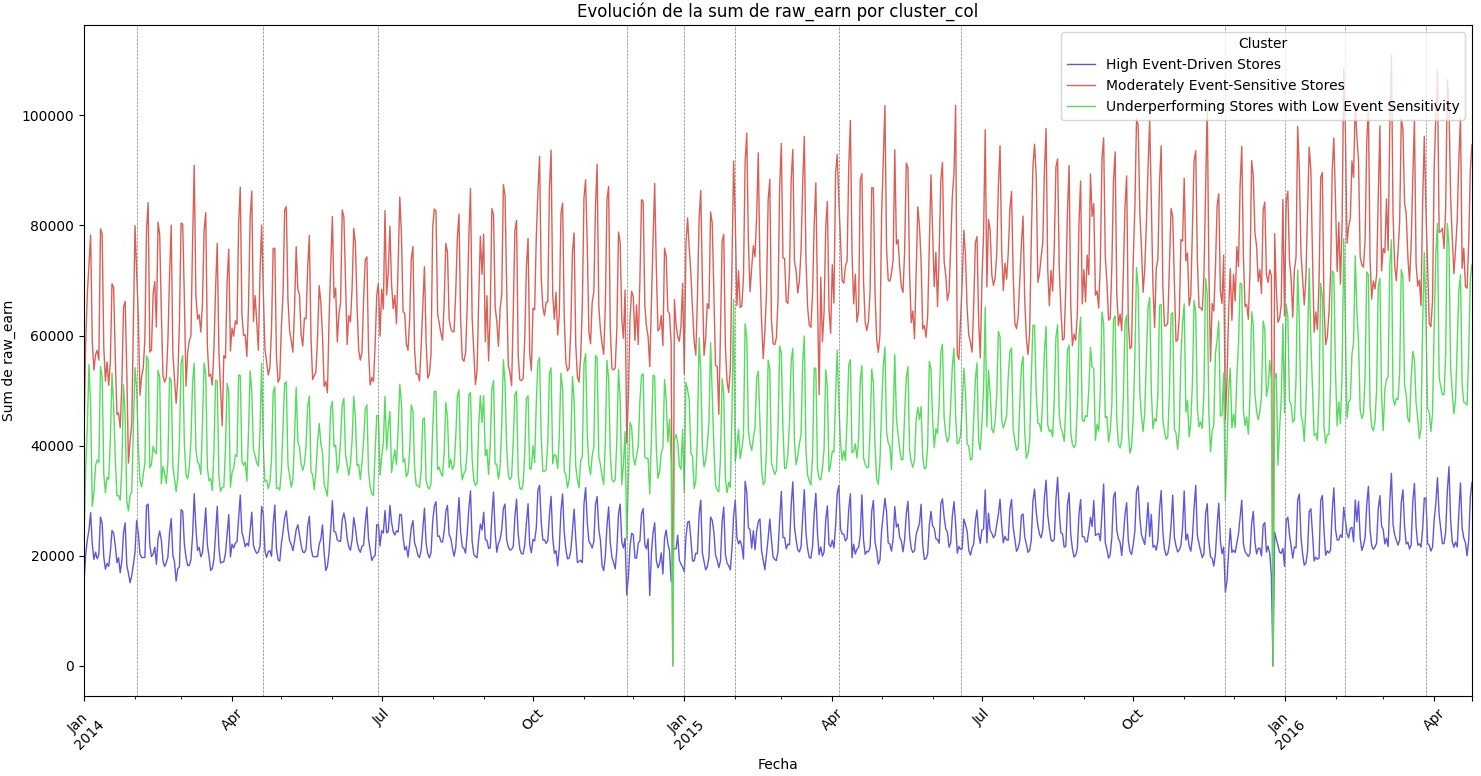 Evolución de la sum de raw_earn por cluster_col
Cluster
High Event-Driven Stores
Moderately Event-Sensitive Stores
Underperforming Stores with Low Event Sensitivity
Sum de raw_earn
100000
80000
60000
40000
20000
0
Jan
2014
Apr
Jul
Oct
Jan
2015
Apr
Jul
Oct
Jan
2016
Apr
Fecha